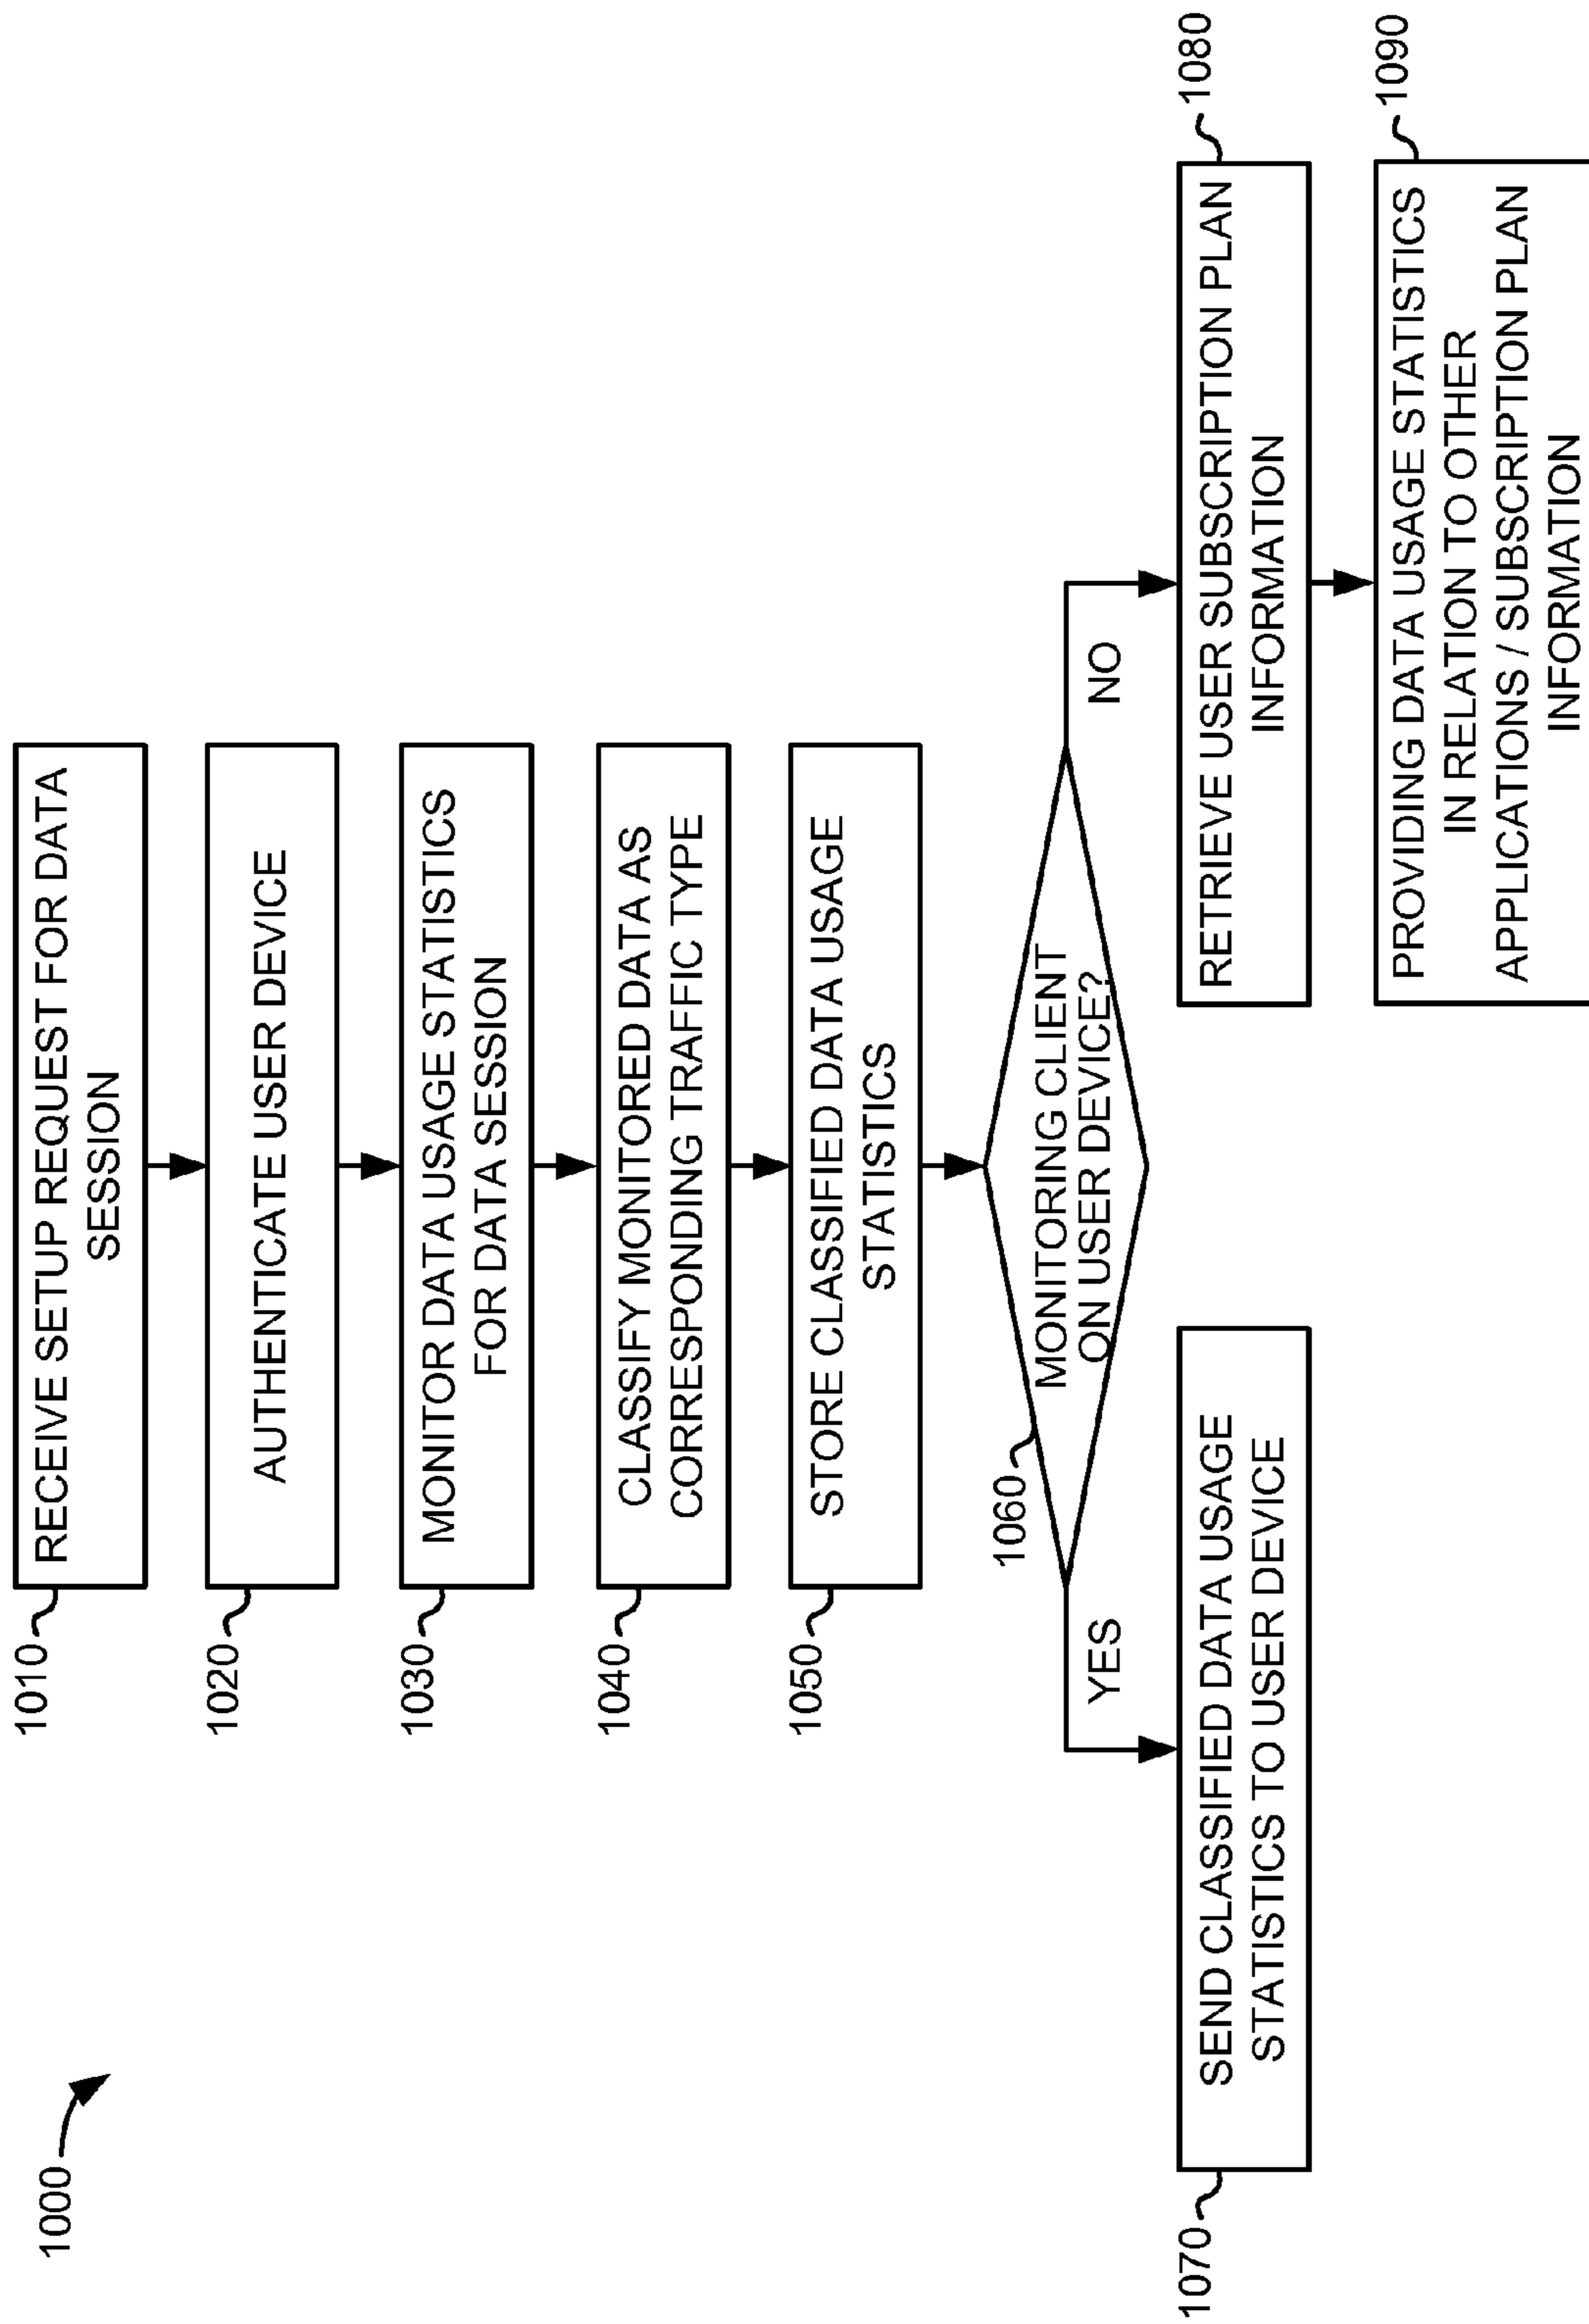 1000
1010
RECEIVE SETUP REQUEST FOR DATA
SESSION
1020
AUTHENTICATE USER DEVICE
1030
MONITOR DATA USAGE STATISTICS
FOR DATA SESSION
1040
CLASSIFY MONITORED DATA AS
CORRESPONDING TRAFFIC TYPE
1050
STORE CLASSIFIED DATA USAGE
STATISTICS
1060
MONITORING CLIENT
ON USER DEVICE?
YES
NO
1070
SEND CLASSIFIED DATA USAGE
STATISTICS TO USER DEVICE
RETRIEVE USER SUBSCRIPTION PLAN
INFORMATION
1080
PROVIDING DATA USAGE STATISTICS
IN RELATION TO OTHER
APPLICATIONS / SUBSCRIPTION PLAN
INFORMATION
1090